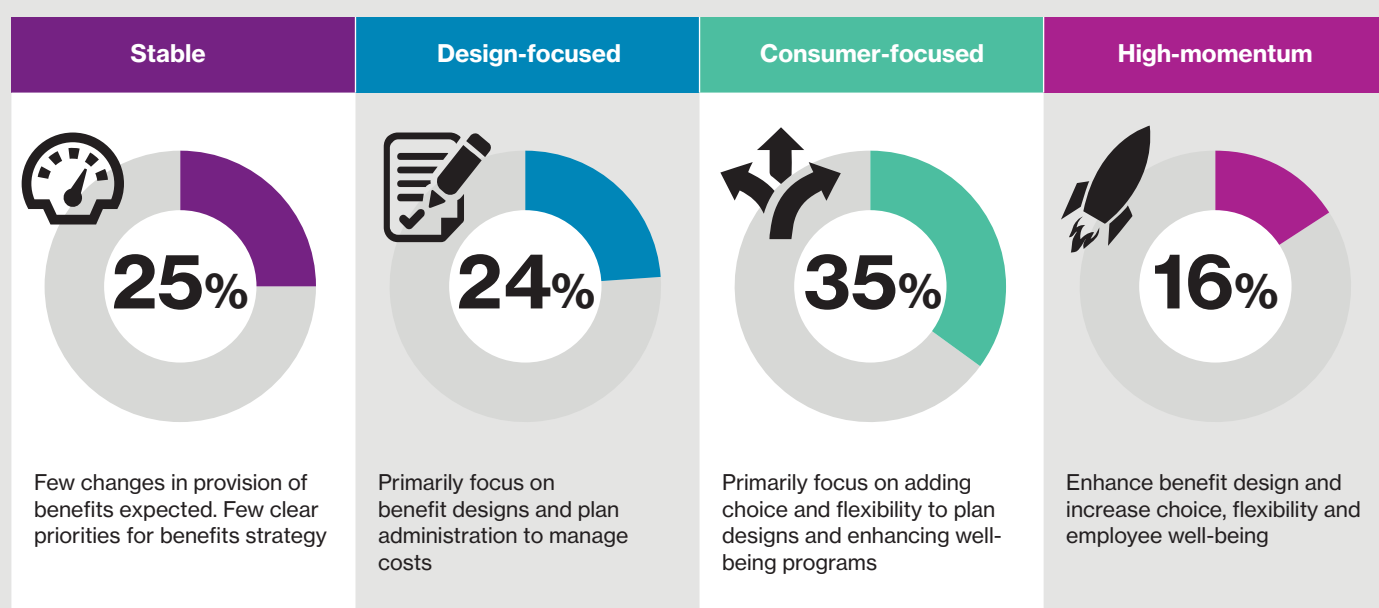 Stable
25%
Few changes in provision of
benefits expected. Few clear
priorities for benefits strategy
Design-focused
24%
Primarily focus on
benefit designs and plan
administration to manage
costs
Consumer-focused
35%
Primarily focus on adding
choice and flexibility to plan
designs and enhancing well-
being programs
High-momentum
16%
Enhance benefit design and
increase choice, flexibility and
employee well-being